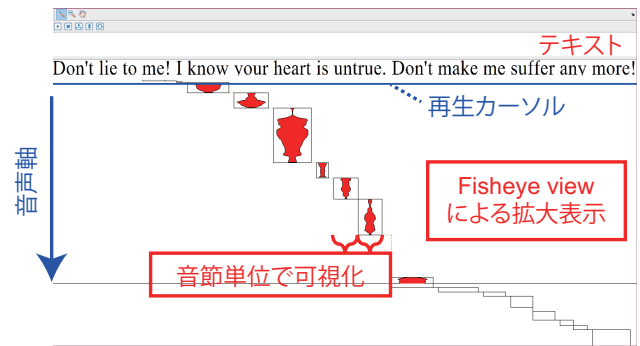 テキスト
Don't lie to me! I know your heart is untrue. Don't make me suffer any more!
再生カーソル
音声軸
Fisheye view
による拡大表示
音節単位で可視化